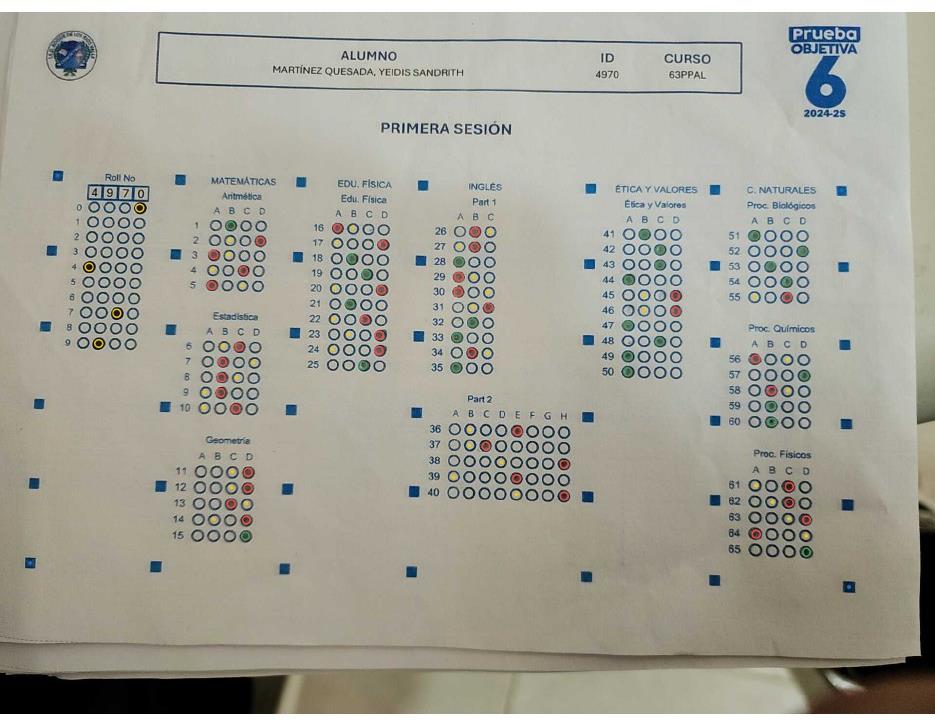 Prueba
OBJETIVA
6
2024-2S
ALUMNO
MARTÍNEZ QUESADA, YEIDIS SANDRITH
ID
4970
CURSO
63PPAL
PRIMERA SESIÓN
Roll No
4 9 7 0
0
1
2
3
4
5
6
7
8
9
MATEMÁTICAS
Aritmética
A B C D
1
2
3
4
5
Estadística
A B C D
6
7
8
9
10
Geometría
A B C D
11
12
13
14
15
EDU. FÍSICA
Edu. Física
A B C D
16
17
18
19
20
21
22
23
24
25
INGLÉS
Part 1
A B C
26
27
28
29
30
31
32
33
34
35
Part 2
A B C D E F G H
36
37
38
39
40
ÉTICA Y VALORES
Ética y Valores
A B C D
41
42
43
44
45
46
47
48
49
50
C. NATURALES
Proc. Biológicos
A B C D
51
52
53
54
55
Proc. Químicos
A B C D
56
57
58
59
60
Proc. Físicos
A B C D
61
62
63
64
65